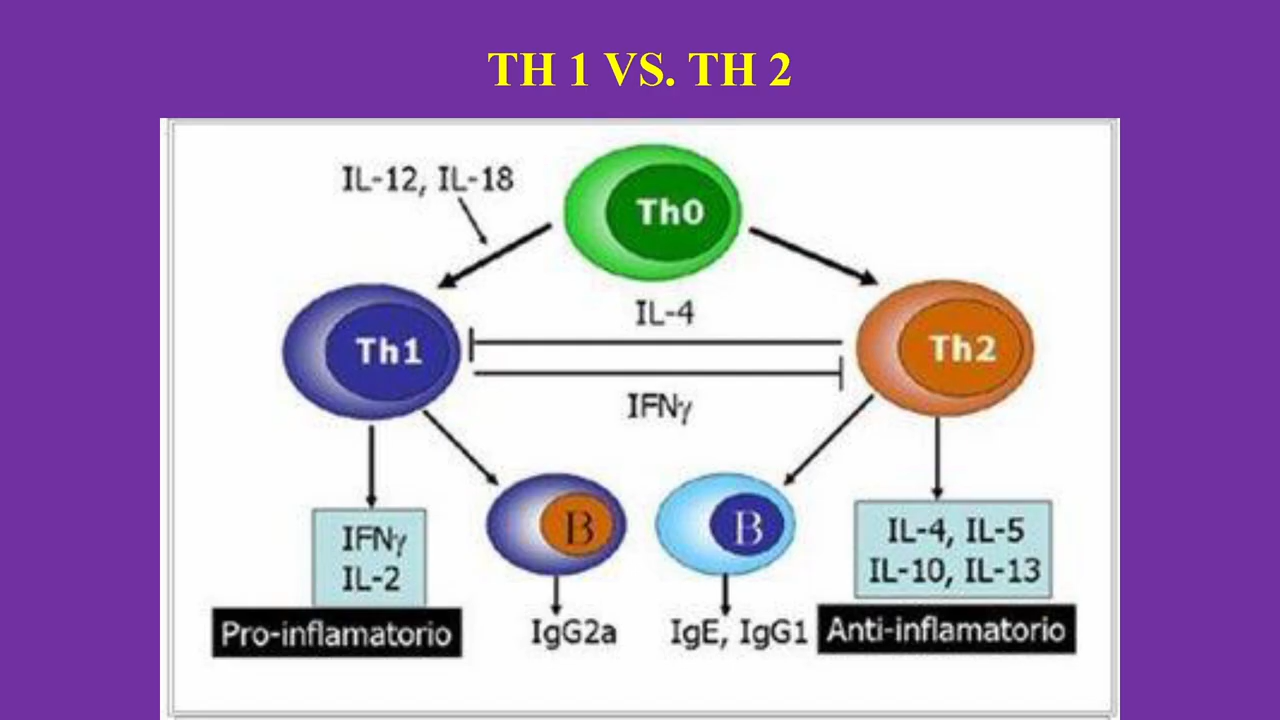 TH 1 VS. TH 2
IL-12, IL-18
Th0
IL-4
Th1
Th2
IFNγ
IFNγ
IL-2
B
B
IL-4, IL-5
IL-10, IL-13
Pro-inflamatorio
IgG2a
IgE, IgG1
Anti-inflamatorio